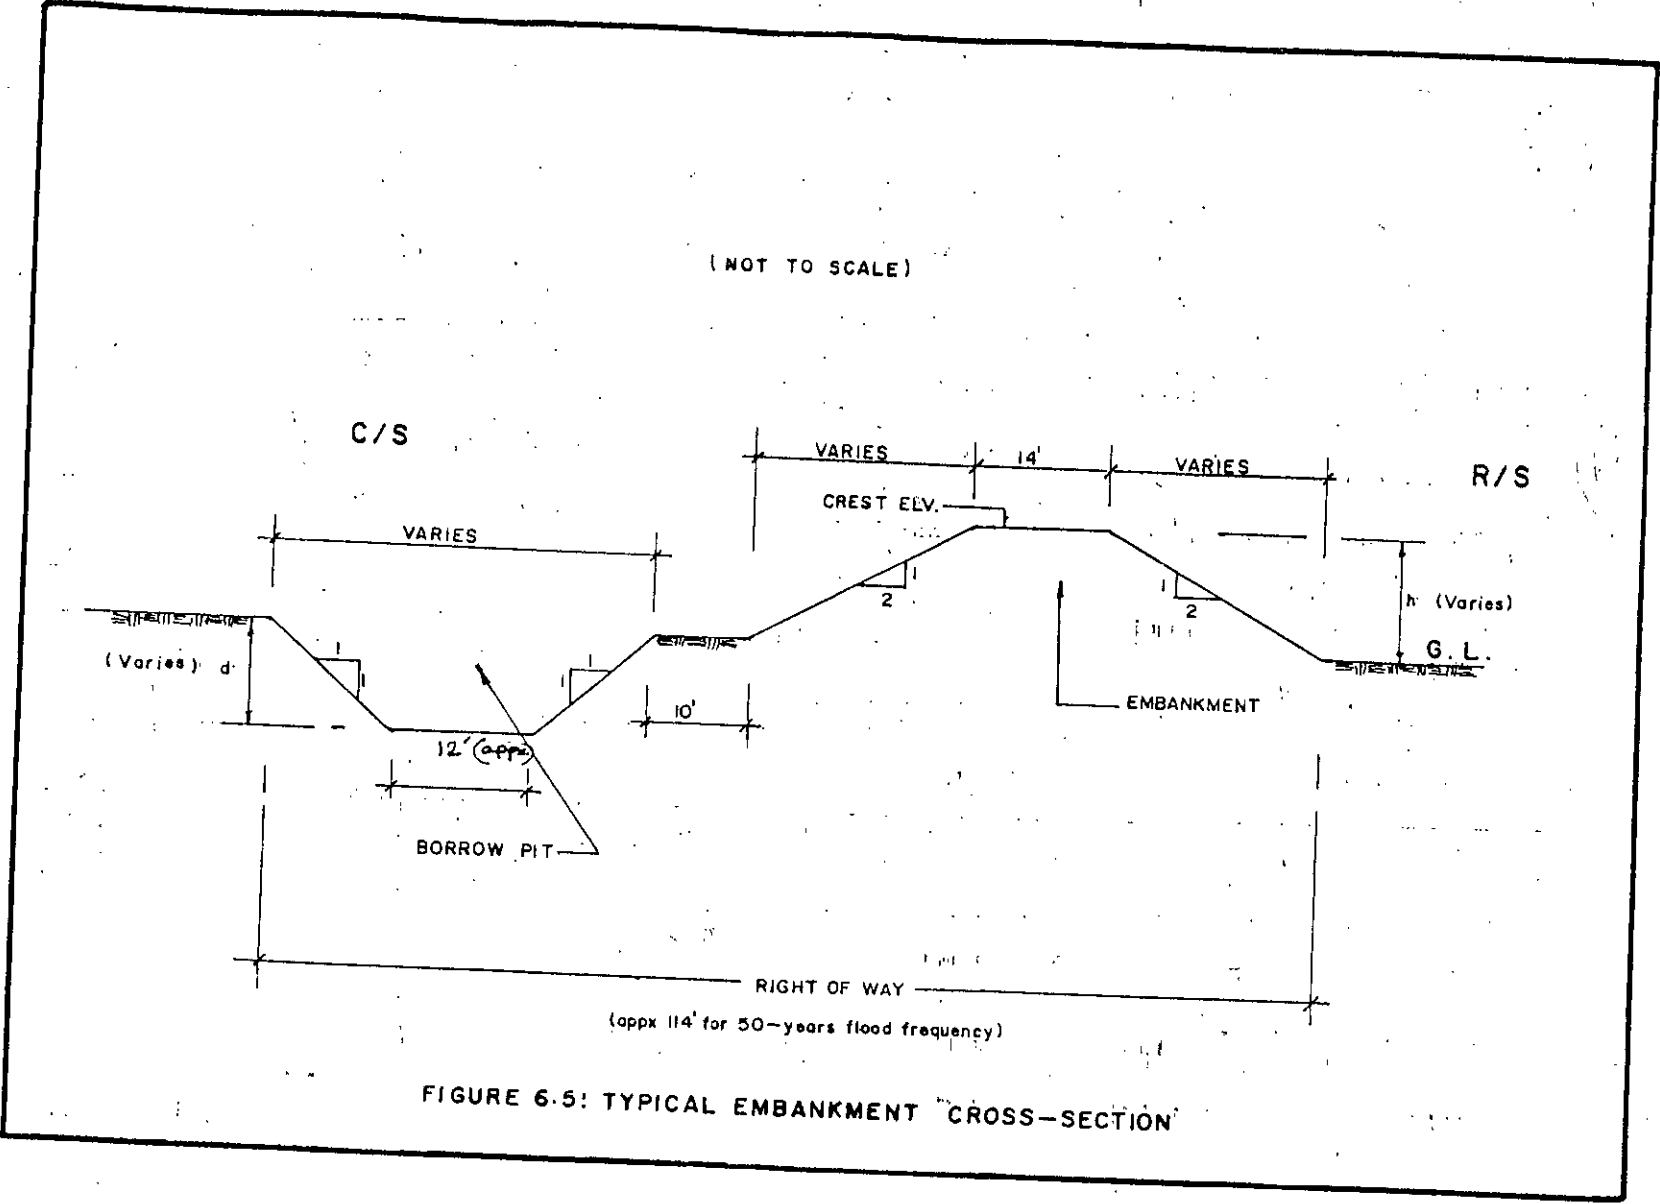 (NOT TO SCALE)
C/S
R/S
VARIES
14'
VARIES
CREST ELV.
VARIES
1
2
1
2
h (Varies)
G.L.
(Varies) d
1
1
1
1
10'
EMBANKMENT
12' (appx)
BORROW PIT
RIGHT OF WAY
(appx 114' for 50-years flood frequency)
FIGURE 6.5: TYPICAL EMBANKMENT CROSS-SECTION